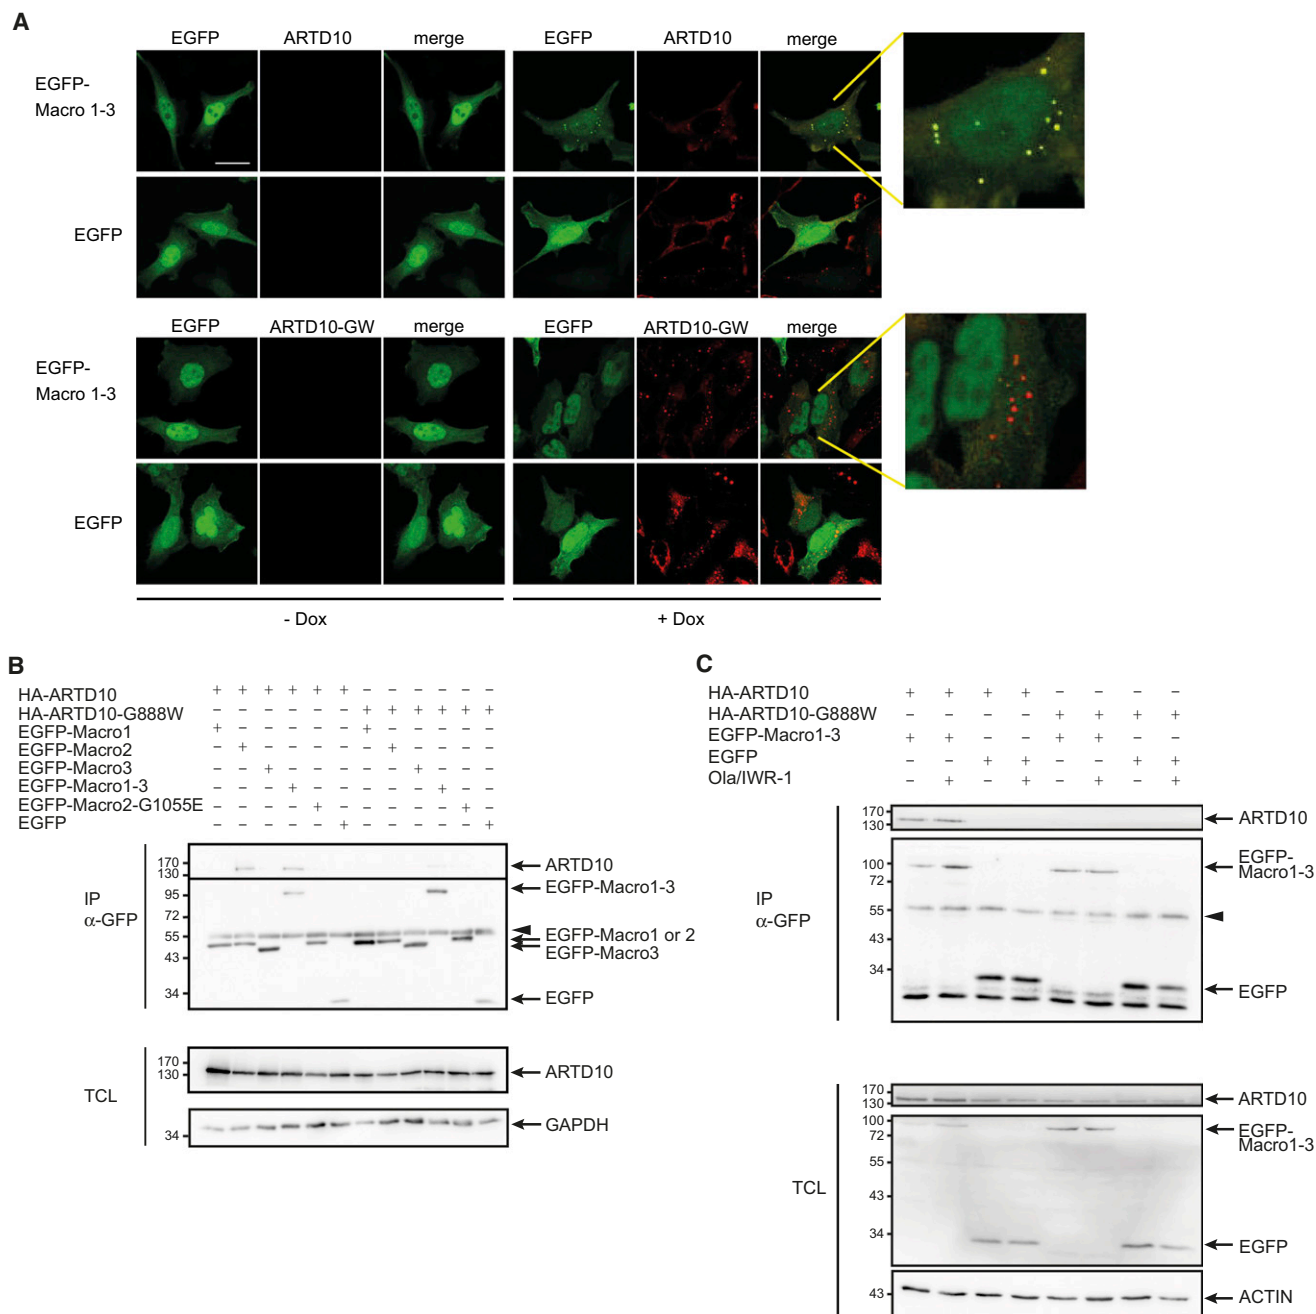 A
EGFP ARTD10 merge EGFP ARTD10 merge
EGFP-
Macro 1-3
EGFP
EGFP ARTD10-GW merge EGFP ARTD10-GW merge
EGFP-
Macro 1-3
EGFP
- Dox + Dox
B
HA-ARTD10 + + + + + + – – – – – –
HA-ARTD10-G888W – – – – – – + + + + + +
EGFP-Macro1 + – – – – – + – – – – –
EGFP-Macro2 – + – – – – – + – – – –
EGFP-Macro3 – – + – – – – – + – – –
EGFP-Macro1-3 – – – + – – – – – + – –
EGFP-Macro2-G1055E – – – – + – – – – – + –
EGFP – – – – – + – – – – – +
IP
α-GFP
170
130
95
72
55
43
34
ARTD10
EGFP-Macro1-3
EGFP-Macro1 or 2
EGFP-Macro3
EGFP
TCL
170
130
34
ARTD10
GAPDH
C
HA-ARTD10 + + + + – – – –
HA-ARTD10-G888W – – – – + + + +
EGFP-Macro1-3 + + – – + + – –
EGFP – – + + – – + +
Ola/IWR-1 – + – + – + – +
IP
α-GFP
170
130
100
72
55
43
34
ARTD10
EGFP-
Macro1-3
EGFP
TCL
170
130
100
72
55
43
34
43
ARTD10
EGFP-
Macro1-3
EGFP
ACTIN